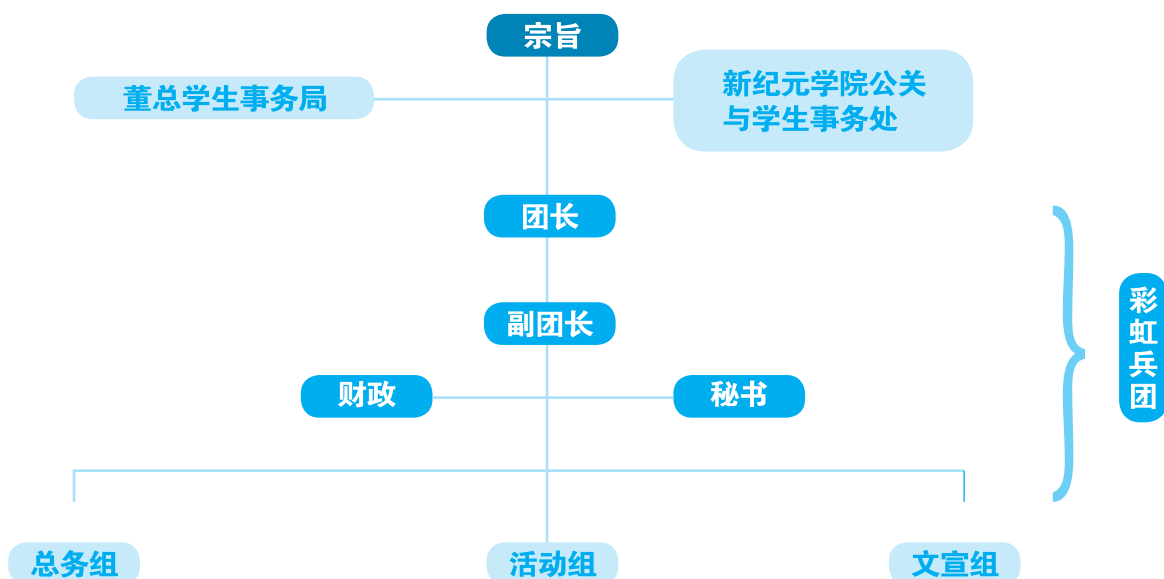 宗旨
董总学生事务局
新纪元学院公关
与学生事务处
团长
副团长
财政
秘书
彩虹兵团
总务组
活动组
文宣组